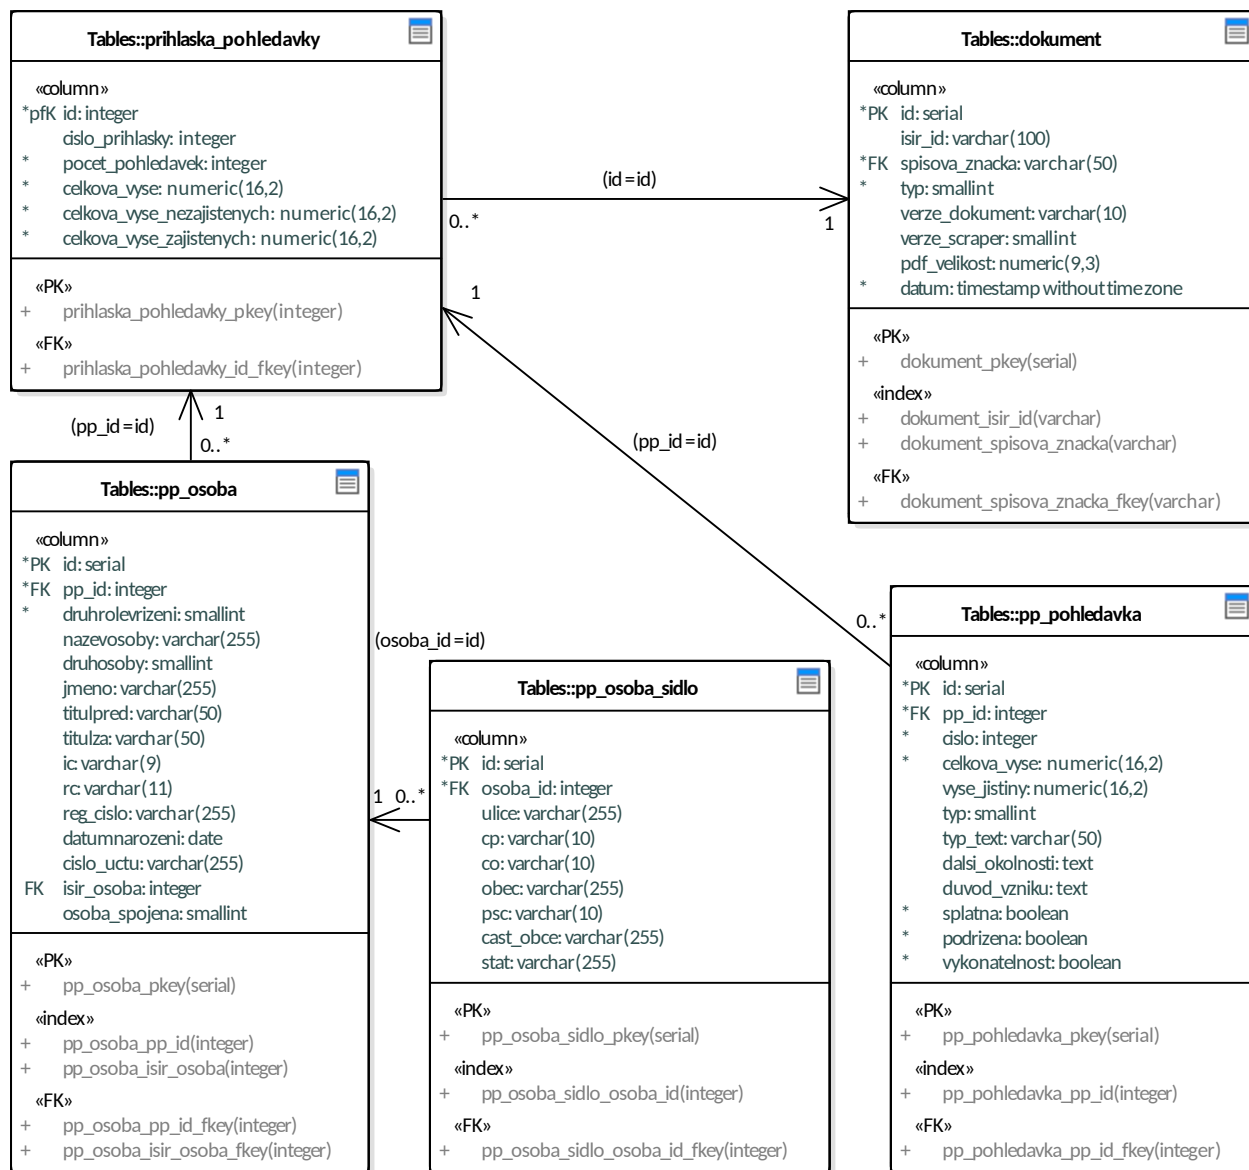 Tables::prihlaska_pohledavky
«column»
*pfK id: integer
cislo_prihlasky: integer
* pocet_pohledavek: integer
* celkova_vyse: numeric(16,2)
* celkova_vyse_nezajistenych: numeric(16,2)
* celkova_vyse_zajistenych: numeric(16,2)
«PK»
+ prihlaska_pohledavky_pkey(integer)
«FK»
+ prihlaska_pohledavky_id_fkey(integer)
(id=id)
0..*
1
Tables::dokument
«column»
*PK id: serial
isir_id: varchar(100)
*FK spisova_znacka: varchar(50)
* typ: smallint
verze_dokument: varchar(10)
verze_scraper: smallint
pdf_velikost: numeric(9,3)
* datum: timestamp without time zone
«PK»
+ dokument_pkey(serial)
«index»
+ dokument_isir_id(varchar)
+ dokument_spisova_znacka(varchar)
«FK»
+ dokument_spisova_znacka_fkey(varchar)
1
(pp_id=id)
0..*
(pp_id=id)
1
0..*
Tables::pp_osoba
«column»
*PK id: serial
*FK pp_id: integer
* druhrolevrizeni: smallint
nazevosoby: varchar(255)
druhosoby: smallint
jmeno: varchar(255)
titulpred: varchar(50)
titulza: varchar(50)
ic: varchar(9)
rc: varchar(11)
reg_cislo: varchar(255)
datumnarozeni: date
cislo_uctu: varchar(255)
FK isir_osoba: integer
osoba_spojena: smallint
«PK»
+ pp_osoba_pkey(serial)
«index»
+ pp_osoba_pp_id(integer)
+ pp_osoba_isir_osoba(integer)
«FK»
+ pp_osoba_pp_id_fkey(integer)
+ pp_osoba_isir_osoba_fkey(integer)
(osoba_id=id)
1 0..*
Tables::pp_osoba_sidlo
«column»
*PK id: serial
*FK osoba_id: integer
ulice: varchar(255)
cp: varchar(10)
co: varchar(10)
obec: varchar(255)
psc: varchar(10)
cast_obce: varchar(255)
stat: varchar(255)
«PK»
+ pp_osoba_sidlo_pkey(serial)
«index»
+ pp_osoba_sidlo_osoba_id(integer)
«FK»
+ pp_osoba_sidlo_osoba_id_fkey(integer)
Tables::pp_pohledavka
«column»
*PK id: serial
*FK pp_id: integer
* cislo: integer
* celkova_vyse: numeric(16,2)
vyse_jistiny: numeric(16,2)
typ: smallint
typ_text: varchar(50)
dalsi_okolnosti: text
duvod_vzniku: text
* splatna: boolean
* podrizena: boolean
* vykonatelnost: boolean
«PK»
+ pp_pohledavka_pkey(serial)
«index»
+ pp_pohledavka_pp_id(integer)
«FK»
+ pp_pohledavka_pp_id_fkey(integer)